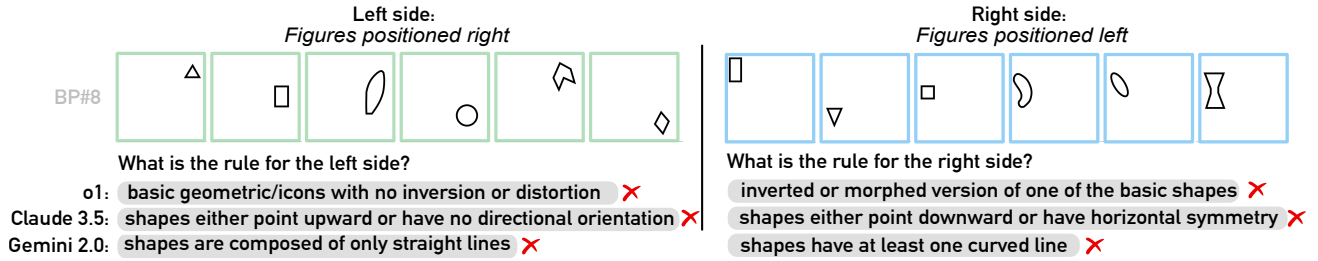 Left side:
Figures positioned right
Right side:
Figures positioned left
BP#8
What is the rule for the left side?
What is the rule for the right side?
o1: basic geometric/icons with no inversion or distortion
inverted or morphed version of one of the basic shapes
Claude 3.5: shapes either point upward or have no directional orientation
shapes either point downward or have horizontal symmetry
Gemini 2.0: shapes are composed of only straight lines
shapes have at least one curved line